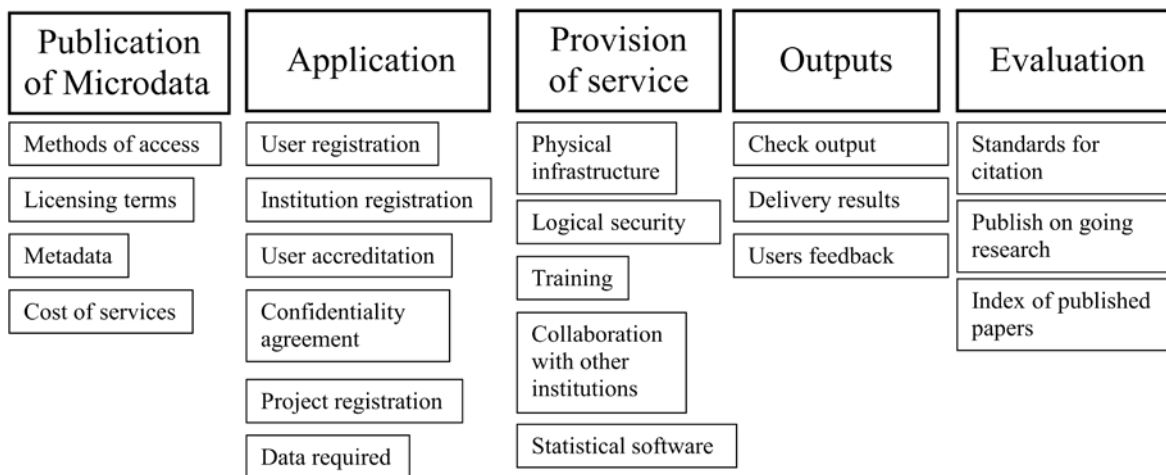 Publication
of Microdata
Methods of access
Licensing terms
Metadata
Cost of services
Application
User registration
Institution registration
User accreditation
Confidentiality
agreement
Project registration
Data required
Provision
of service
Physical
infrastructure
Logical security
Training
Collaboration
with other
institutions
Statistical software
Outputs
Check output
Delivery results
Users feedback
Evaluation
Standards for
citation
Publish on going
research
Index of published
papers